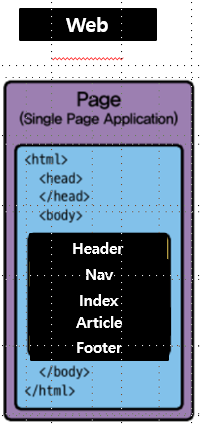 Web
Page
(Single Page Application)
<html>
<head>
</head>
<body>
Header
Nav
Index
Article
Footer
</body>
</html>